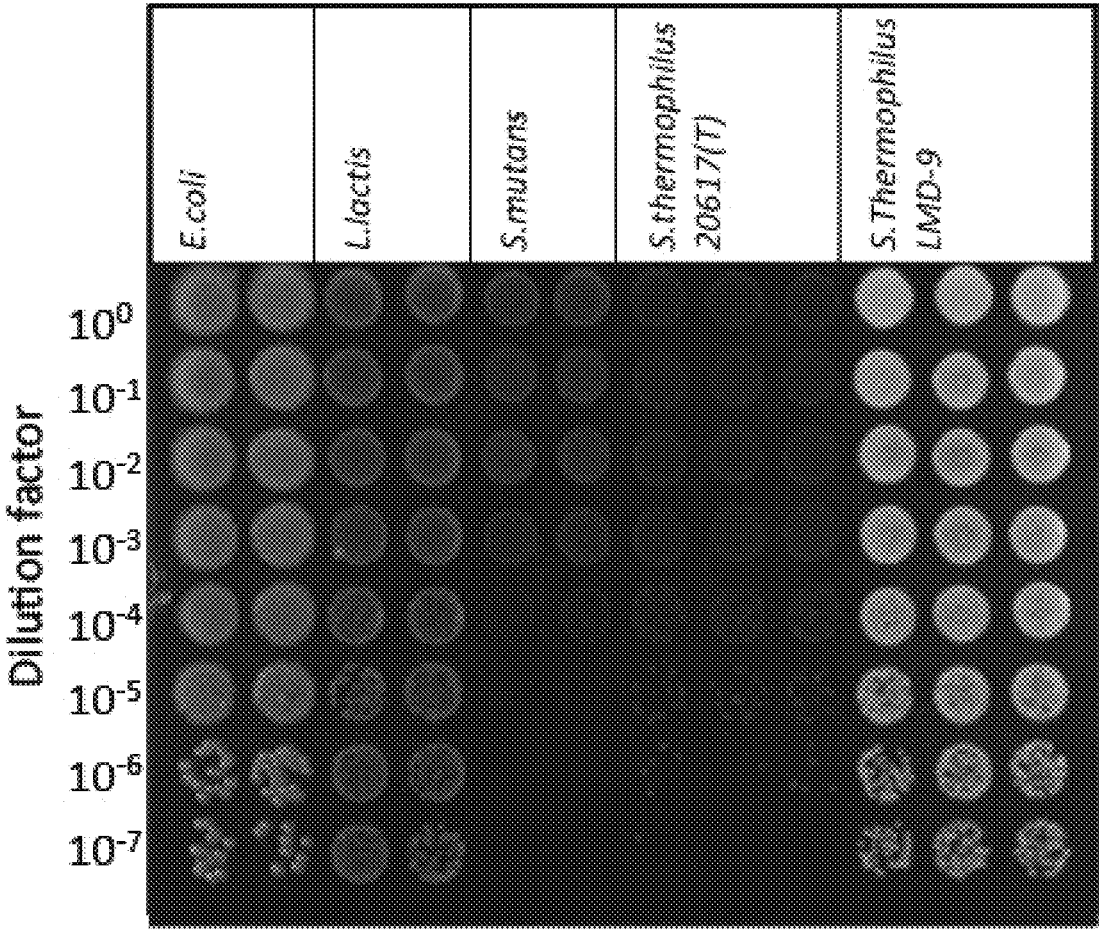 E.coli
L.lactis
S.mutans
S.thermophilus
20617(T)
S.Thermophilus
LMD-9
Dilution factor
10⁰
10⁻¹
10⁻²
10⁻³
10⁻⁴
10⁻⁵
10⁻⁶
10⁻⁷